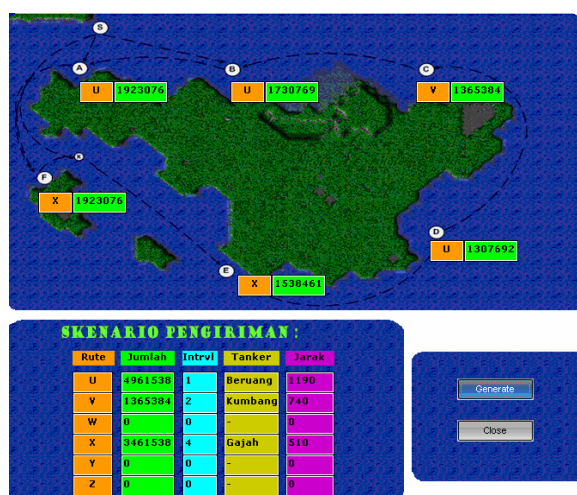 S
A
B
C
U 1923076
U 1730769
V 1365384
K
F
X 1923076
D
U 1307692
E
X 1538461
SKENARIO PENGIRIMAN :
Rute Jumlah Intrvl Tanker Jarak
U 4961538 1 Beruang 1190
V 1365384 2 Kumbang 740
W 0 0 - 0
X 3461538 4 Gajah 510
Y 0 0 - 0
Z 0 0 - 0
Generate
Close